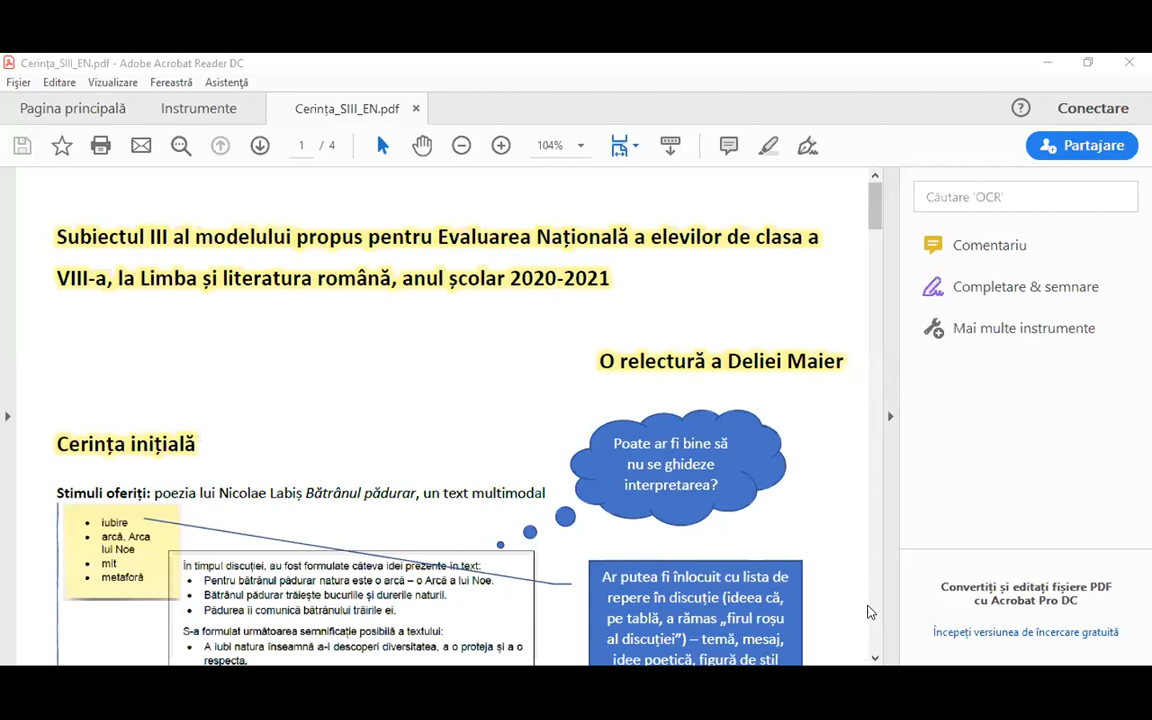 Cerința_SIII_EN.pdf - Adobe Acrobat Reader DC
Fișier Editare Vizualizare Fereastră Asistență
Pagina principală Instrumente Cerința_SIII_EN.pdf × Conectare
1 / 4 104% Partajare
Subiectul III al modelului propus pentru Evaluarea Națională a elevilor de clasa a
VIII-a, la Limba și literatura română, anul școlar 2020-2021
O relectură a Deliei Maier
Cerința inițială
Poate ar fi bine să
nu se ghideze
interpretarea?
Stimuli oferiți: poezia lui Nicolae Labiș Bătrânul pădurar, un text multimodal
• iubire
• arcă, Arca
lui Noe
• mit
• metaforă
În timpul discuției, au fost formulate câteva idei prezente în text:
• Pentru bătrânul pădurar natura este o arcă – o Arcă a lui Noe.
• Bătrânul pădurar trăiește bucuriile și durerile naturii.
• Pădurea îi comunică bătrânului trăirile ei.
S-a formulat următoarea semnificație posibilă a textului:
• A iubi natura înseamnă a-i descoperi diversitatea, a o proteja și a o
respecta.
Ar putea fi înlocuit cu lista de
repere în discuție (ideea că,
pe tablă, a rămas „firul roșu
al discuției”) – temă, mesaj,
idee poetică, figură de stil
Căutare 'OCR'
Comentariu
Completare & semnare
Mai multe instrumente
Convertiți și editați fișiere PDF
cu Acrobat Pro DC
Începeți versiunea de încercare gratuită